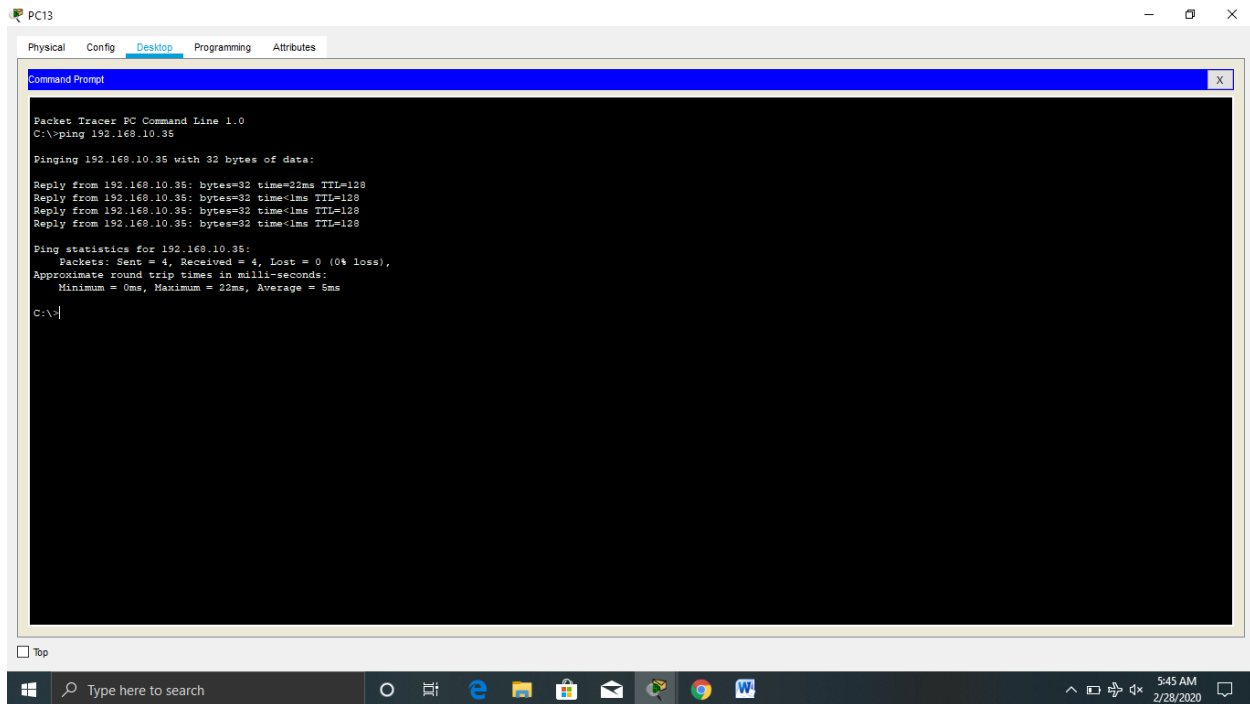 PC13
Physical Config Desktop Programming Attributes
Command Prompt
X
Packet Tracer PC Command Line 1.0
C:\>ping 192.168.10.35
Pinging 192.168.10.35 with 32 bytes of data:
Reply from 192.168.10.35: bytes=32 time=22ms TTL=128
Reply from 192.168.10.35: bytes=32 time<1ms TTL=128
Reply from 192.168.10.35: bytes=32 time<1ms TTL=128
Reply from 192.168.10.35: bytes=32 time<1ms TTL=128
Ping statistics for 192.168.10.35:
Packets: Sent = 4, Received = 4, Lost = 0 (0% loss),
Approximate round trip times in milli-seconds:
Minimum = 0ms, Maximum = 22ms, Average = 5ms
C:\>
Top
Type here to search
5:45 AM
2/28/2020